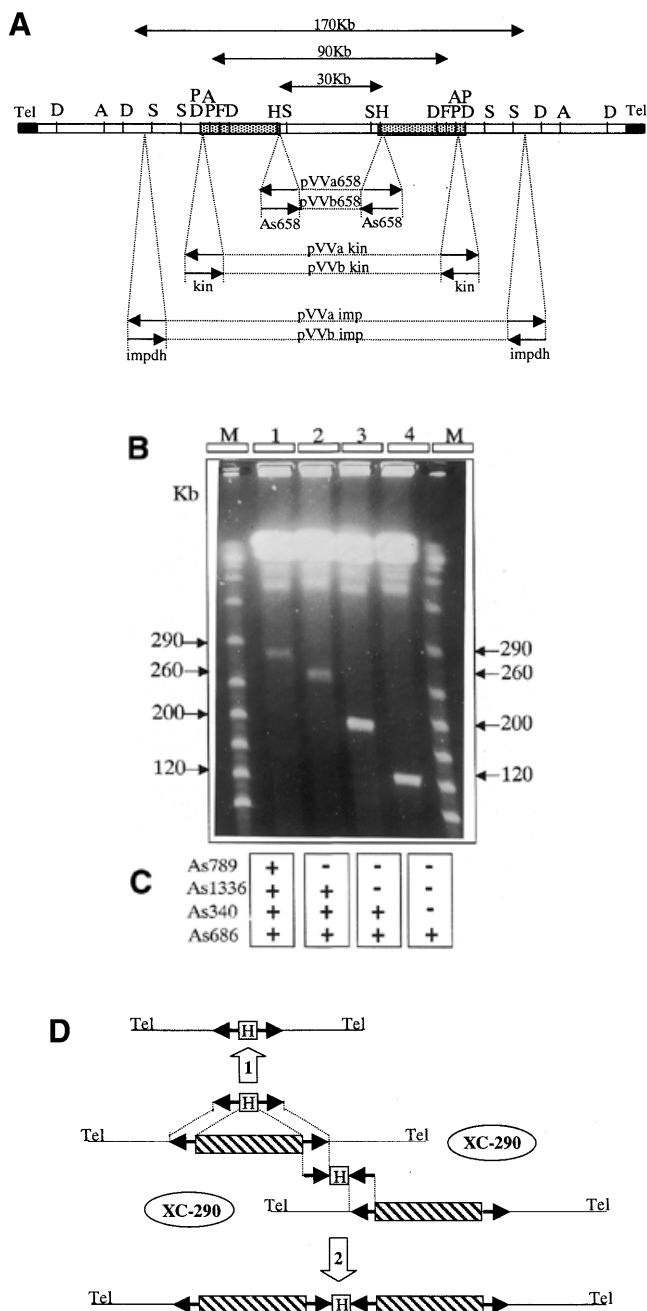 A
170Kb
90Kb
30Kb
P A AP
Tel D A D S S D PFD H S S H D F P D S S D A D Tel
pVVa658
pVVb658
As658 As658
pVVa kin
pVVb kin
kin kin
pVVa imp
pVVb imp
impdh impdh
B M 1 2 3 4 M
Kb
290 290
260 260
200 200
120 120
C
As789 + - - -
As1336 + + - -
As340 + + + -
As686 + + + +
D
Tel H Tel
1
H
Tel Tel XC-290
H
XC-290 Tel Tel
2
Tel H Tel